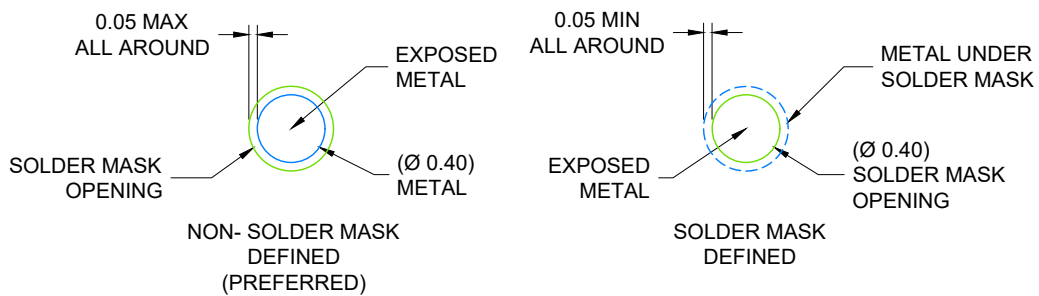 0.05 MAX
ALL AROUND
EXPOSED
METAL
SOLDER MASK
OPENING
(Ø 0.40)
METAL
NON- SOLDER MASK
DEFINED
(PREFERRED)
0.05 MIN
ALL AROUND
METAL UNDER
SOLDER MASK
EXPOSED
METAL
(Ø 0.40)
SOLDER MASK
OPENING
SOLDER MASK
DEFINED